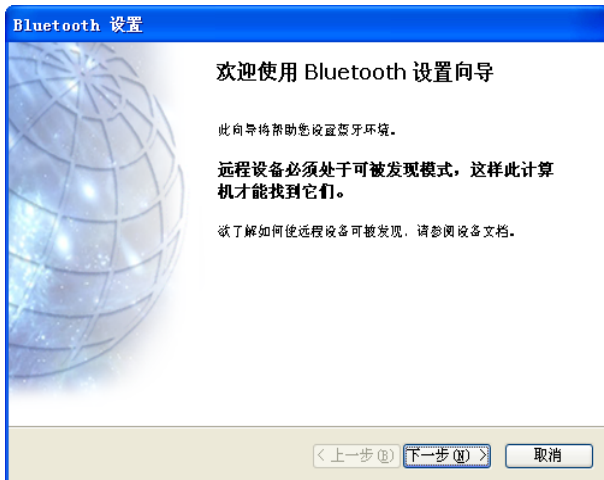 Bluetooth 设置
欢迎使用 Bluetooth 设置向导
此向导将帮助您设置蓝牙环境。
远程设备必须处于可被发现模式，这样此计算
机才能找到它们。
欲了解如何使远程设备可被发现，请参阅设备文档。
< 上一步(B) 下一步(N) > 取消